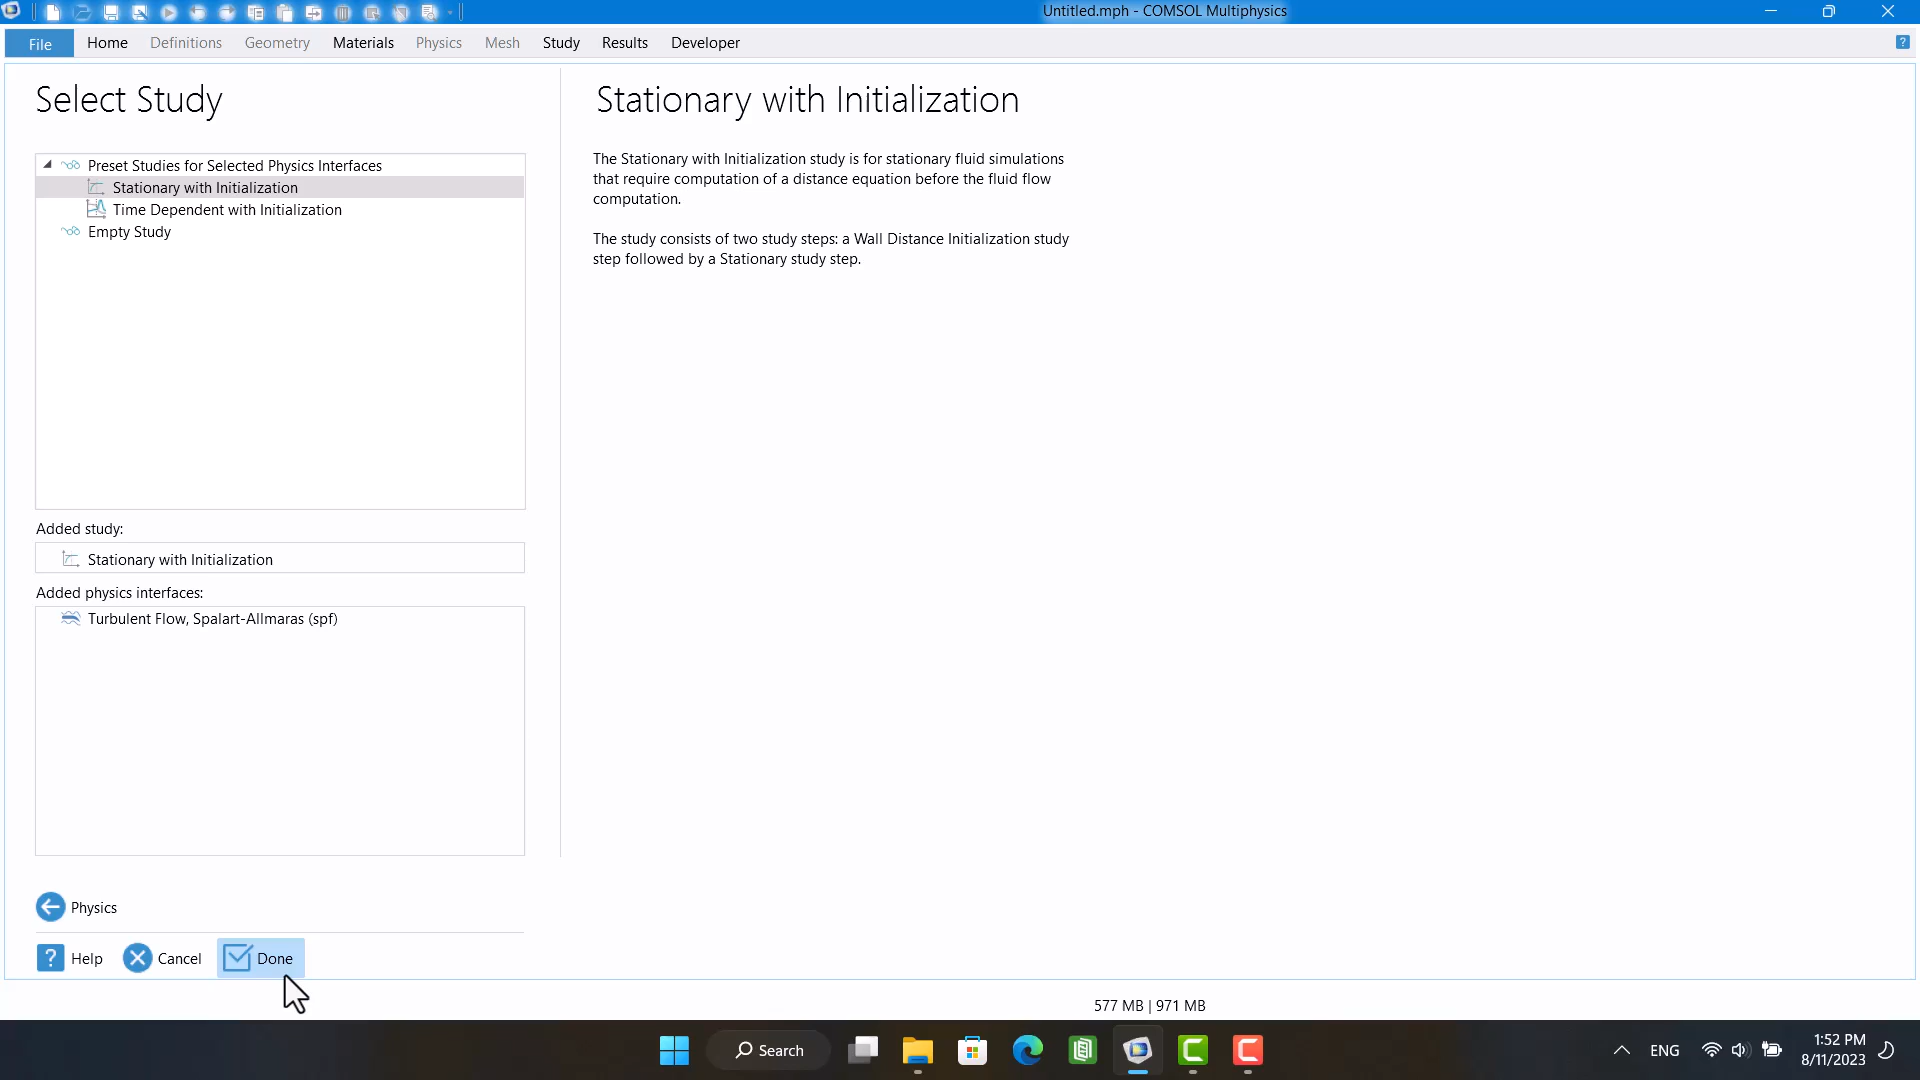 Untitled.mph - COMSOL Multiphysics
File Home Definitions Geometry Materials Physics Mesh Study Results Developer
?
Select Study
Preset Studies for Selected Physics Interfaces
Stationary with Initialization
Time Dependent with Initialization
Empty Study
Added study:
Stationary with Initialization
Added physics interfaces:
Turbulent Flow, Spalart-Allmaras (spf)
Physics
? Help Cancel Done
Stationary with Initialization
The Stationary with Initialization study is for stationary fluid simulations
that require computation of a distance equation before the fluid flow
computation.
The study consists of two study steps: a Wall Distance Initialization study
step followed by a Stationary study step.
577 MB | 971 MB
Search
ENG
1:52 PM
8/11/2023